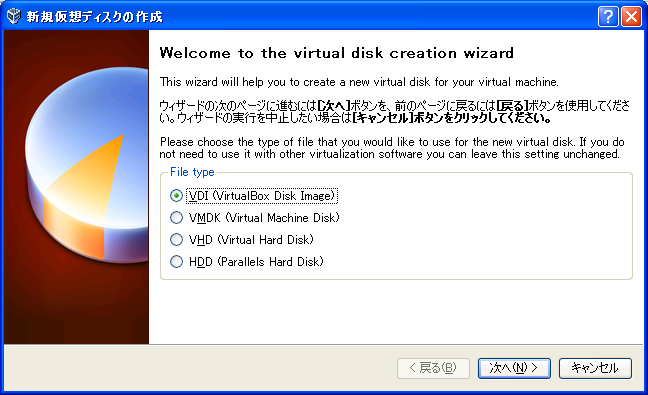 新規仮想ディスクの作成
Welcome to the virtual disk creation wizard
This wizard will help you to create a new virtual disk for your virtual machine.
ウィザードの次のページに進むには[次へ]ボタンを、前のページに戻るには[戻る]ボタンを使用してくださ
い。ウィザードの実行を中止したい場合は[キャンセル]ボタンをクリックしてください。
Please choose the type of file that you would like to use for the new virtual disk. If you do
not need to use it with other virtualization software you can leave this setting unchanged.
File type
VDI (VirtualBox Disk Image)
VMDK (Virtual Machine Disk)
VHD (Virtual Hard Disk)
HDD (Parallels Hard Disk)
< 戻る(B) 次へ(N) > キャンセル